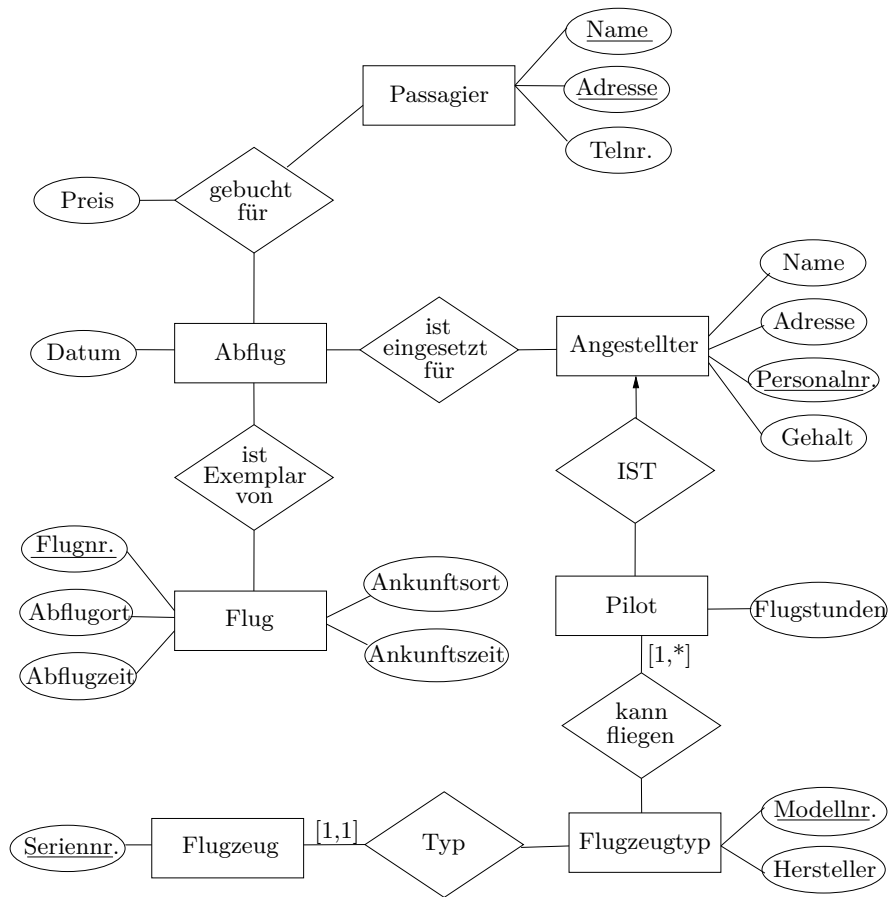 Name
Passagier
Adresse
Telnr.
gebucht
für
Preis
Name
Datum
Abflug
ist
eingesetzt
für
Angestellter
Adresse
Personalnr.
Gehalt
ist
Exemplar
von
IST
Flugnr.
Abflugort
Abflugzeit
Flug
Ankunftsort
Ankunftszeit
Pilot
Flugstunden
[1,*]
kann
fliegen
Seriennr.
Flugzeug
[1,1]
Typ
Flugzeugtyp
Modellnr.
Hersteller